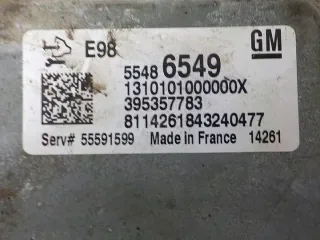 E98 GM
5548 6549
1310101000000X
395357783
8114261843240477
Serv# 55591599 Made in France 14261